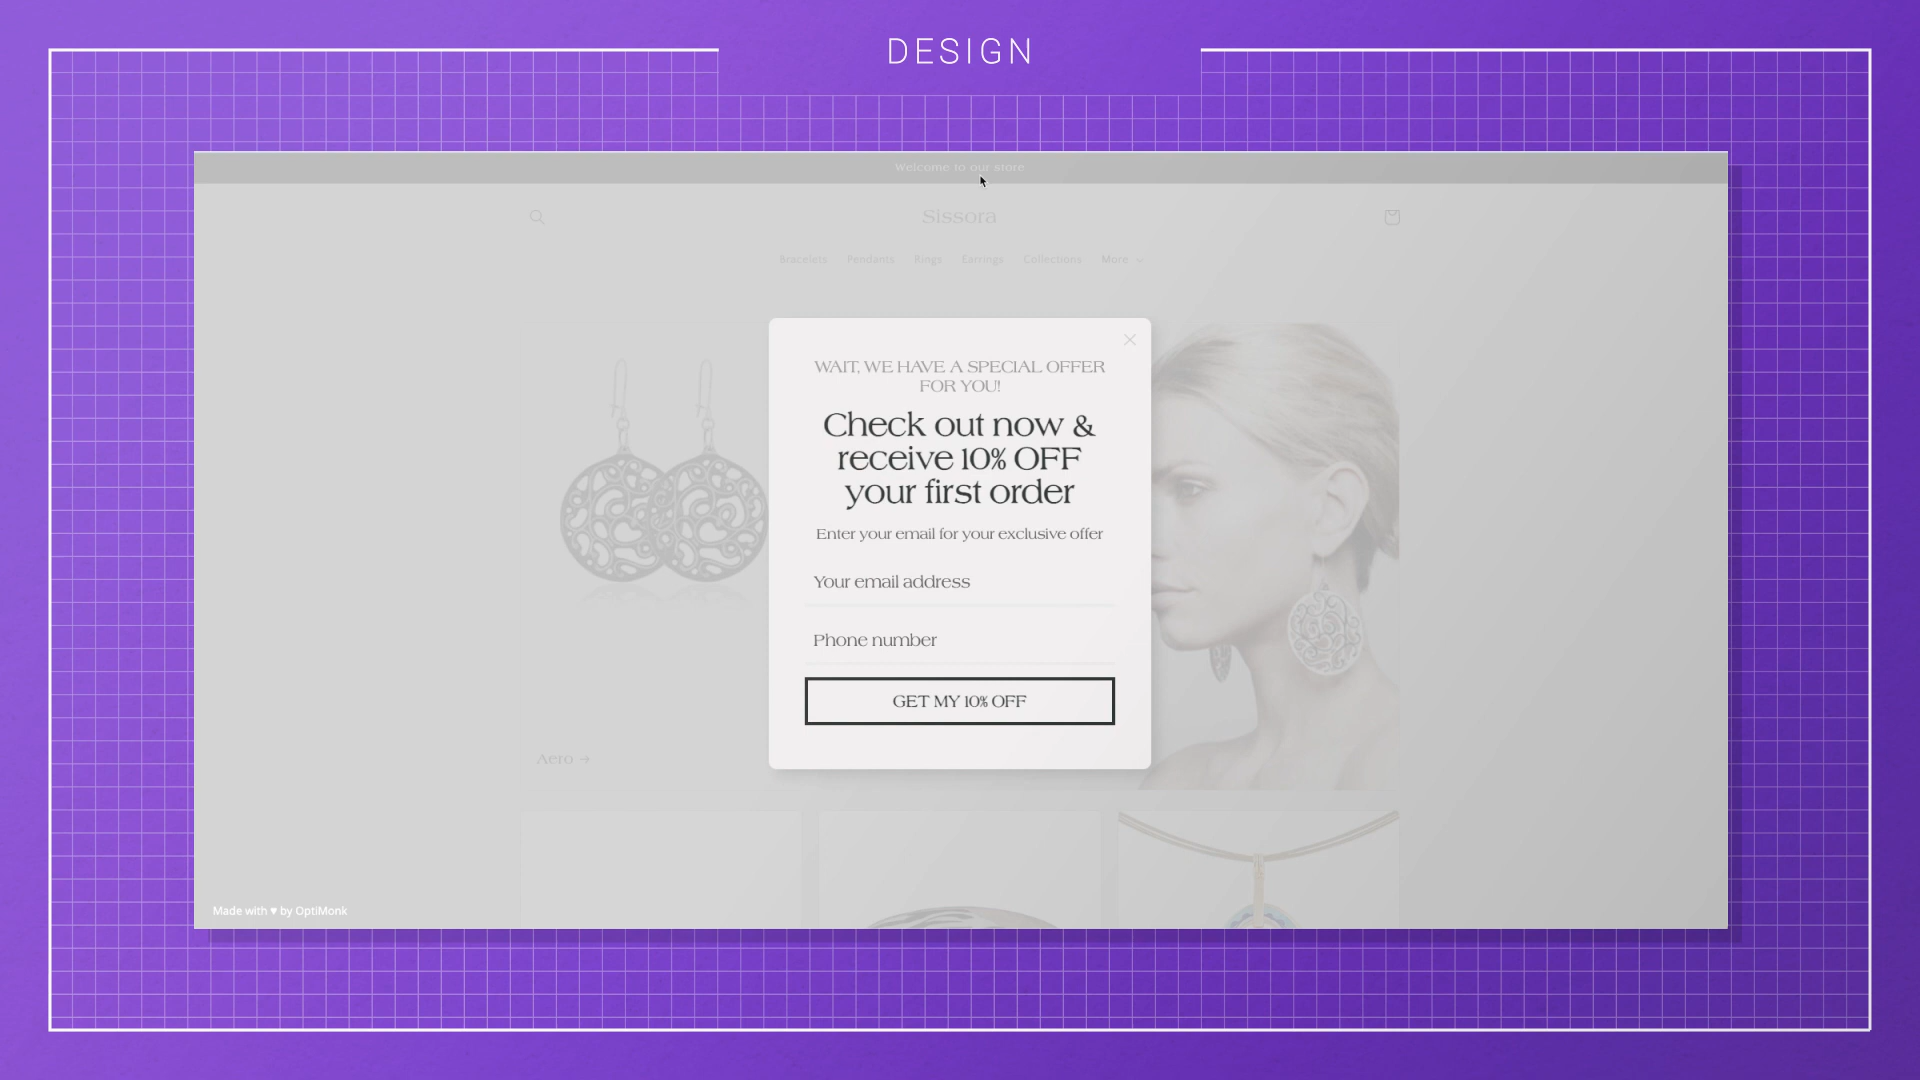 DESIGN
Welcome to our store
Sissora
Bracelets Pendants Rings Earrings Collections More
WAIT, WE HAVE A SPECIAL OFFER
FOR YOU!
Check out now &
receive 10% OFF
your first order
Enter your email for your exclusive offer
Your email address
Phone number
GET MY 10% OFF
Aero →
Made with ♥ by OptiMonk